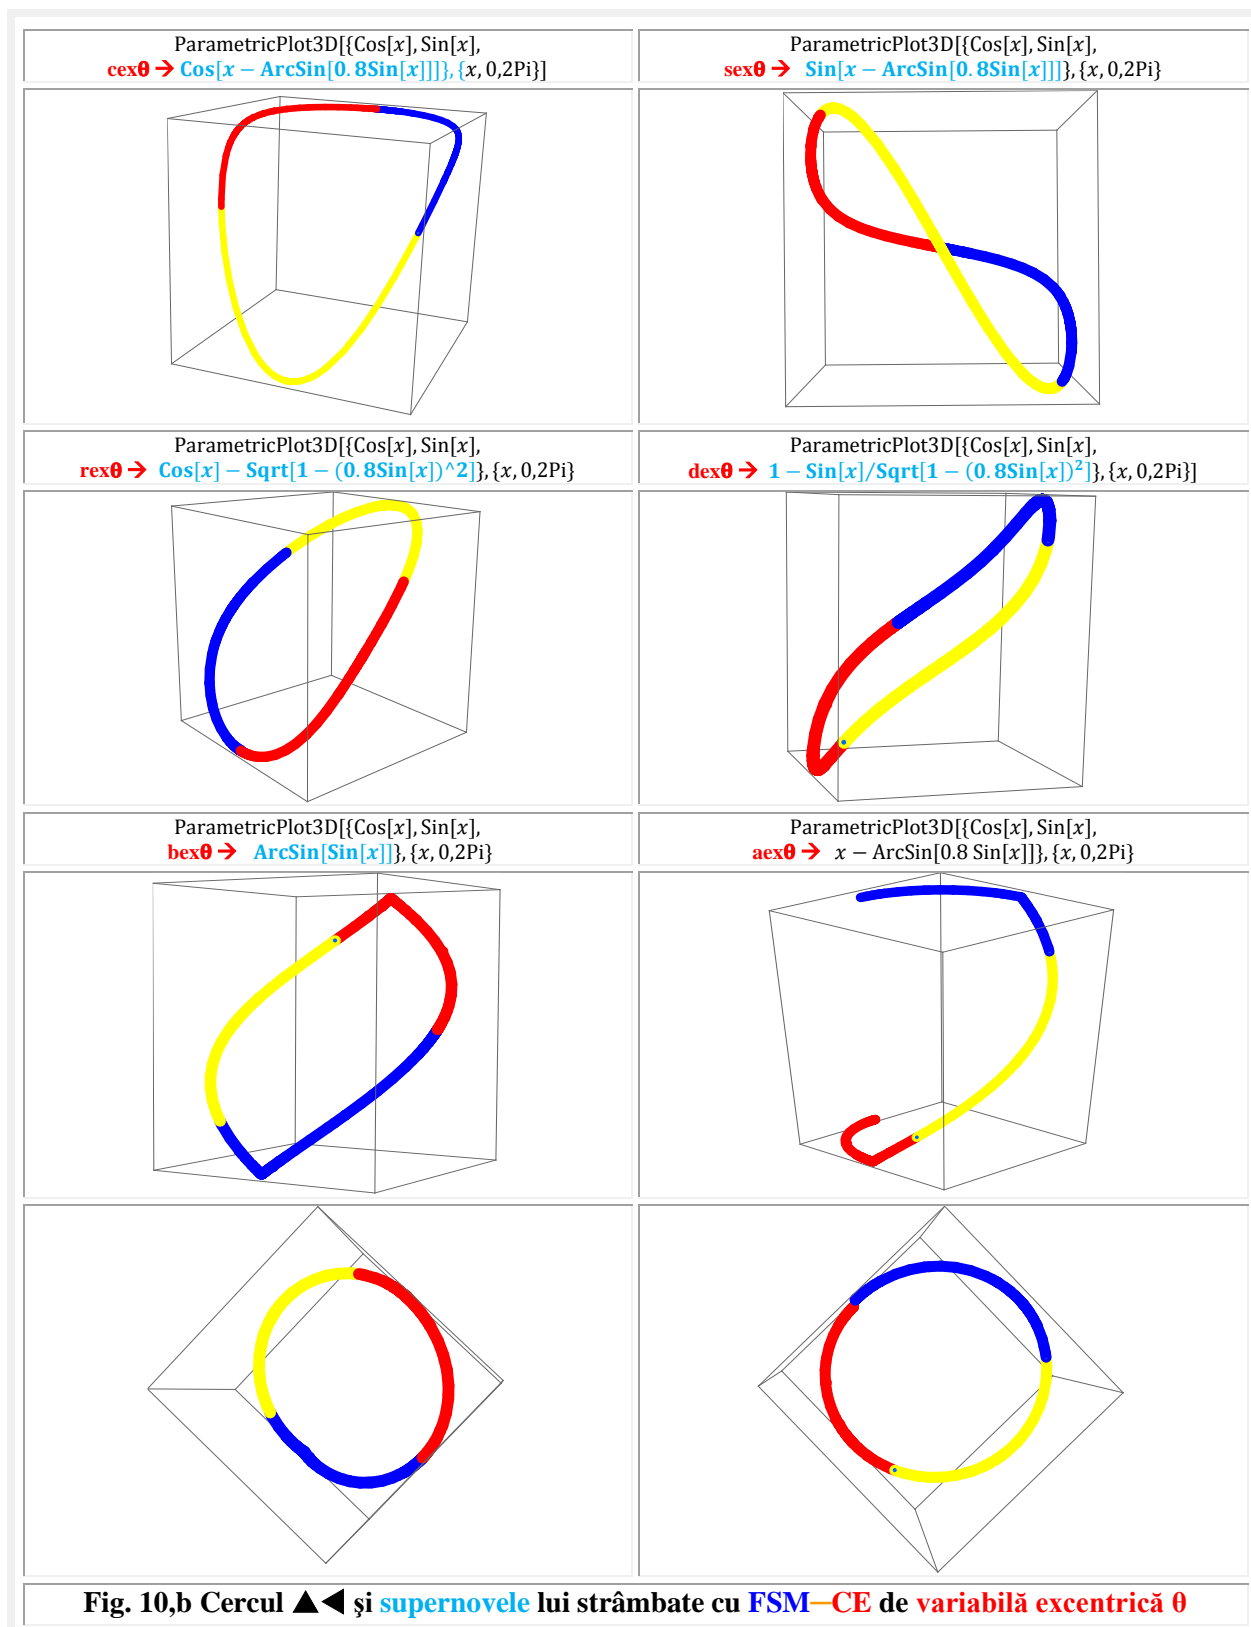 ParametricPlot3D[{Cos[x], Sin[x],
cexθ → Cos[x − ArcSin[0.8Sin[x]]]},{x, 0,2Pi}]
ParametricPlot3D[{Cos[x], Sin[x],
sexθ → Sin[x − ArcSin[0.8Sin[x]]]},{x, 0,2Pi}
ParametricPlot3D[{Cos[x], Sin[x],
rexθ → Cos[x] − Sqrt[1 − (0.8Sin[x])^2]},{x, 0,2Pi}
ParametricPlot3D[{Cos[x], Sin[x],
dexθ → 1 − Sin[x]/Sqrt[1 − (0.8Sin[x])²]},{x, 0,2Pi}]
ParametricPlot3D[{Cos[x], Sin[x],
bexθ → ArcSin[Sin[x]]},{x, 0,2Pi}
ParametricPlot3D[{Cos[x], Sin[x],
aexθ → x − ArcSin[0.8 Sin[x]]},{x, 0,2Pi}
Fig. 10,b Cercul ▲◄ şi supernovele lui strâmbate cu FSM—CE de variabilă excentrică θ